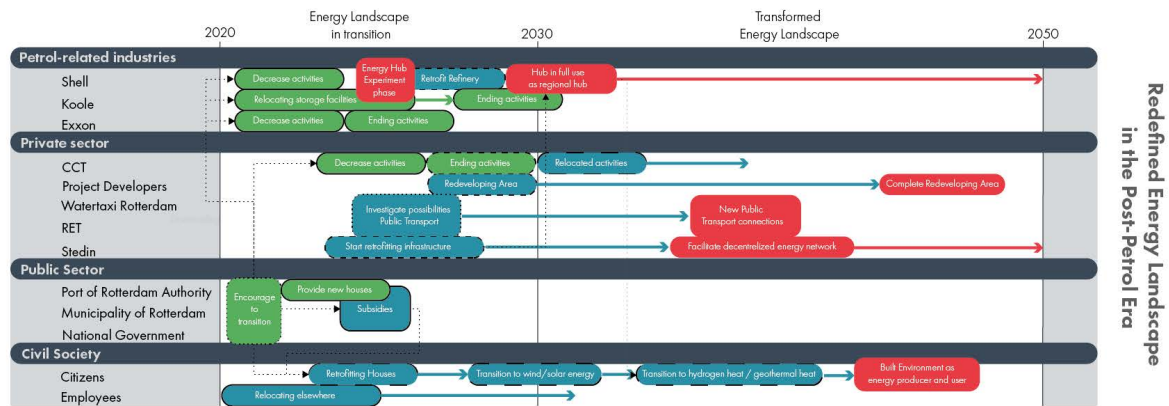 Energy Landscape
in transition
Transformed
Energy Landscape
2020
2030
2050
Petrol-related industries
Shell
Decrease activities
Energy Hub
Experiment
phase
Retrofit Refinery
Hub in full use
as regional hub
Koole
Relocating storage facilities
Ending activities
Exxon
Decrease activities
Ending activities
Private sector
CCT
Decrease activities
Ending activities
Relocated activities
Project Developers
Redeveloping Area
Complete Redeveloping Area
Watertaxi Rotterdam
RET
Investigate possibilities
Public Transport
New Public
Transport connections
Stedin
Start retrofitting infrastructure
Facilitate decentrelized energy network
Public Sector
Port of Rotterdam Authority
Municipality of Rotterdam
National Government
Encourage
to
transition
Provide new houses
Subsidies
Civil Society
Citizens
Retrofitting Houses
Transition to wind/solar energy
Transition to hydrogen heat / geothermal heat
Built Environment as
energy producer and user
Employees
Relocating elsewhere
Redefined Energy Landscape
in the Post-Petrol Era